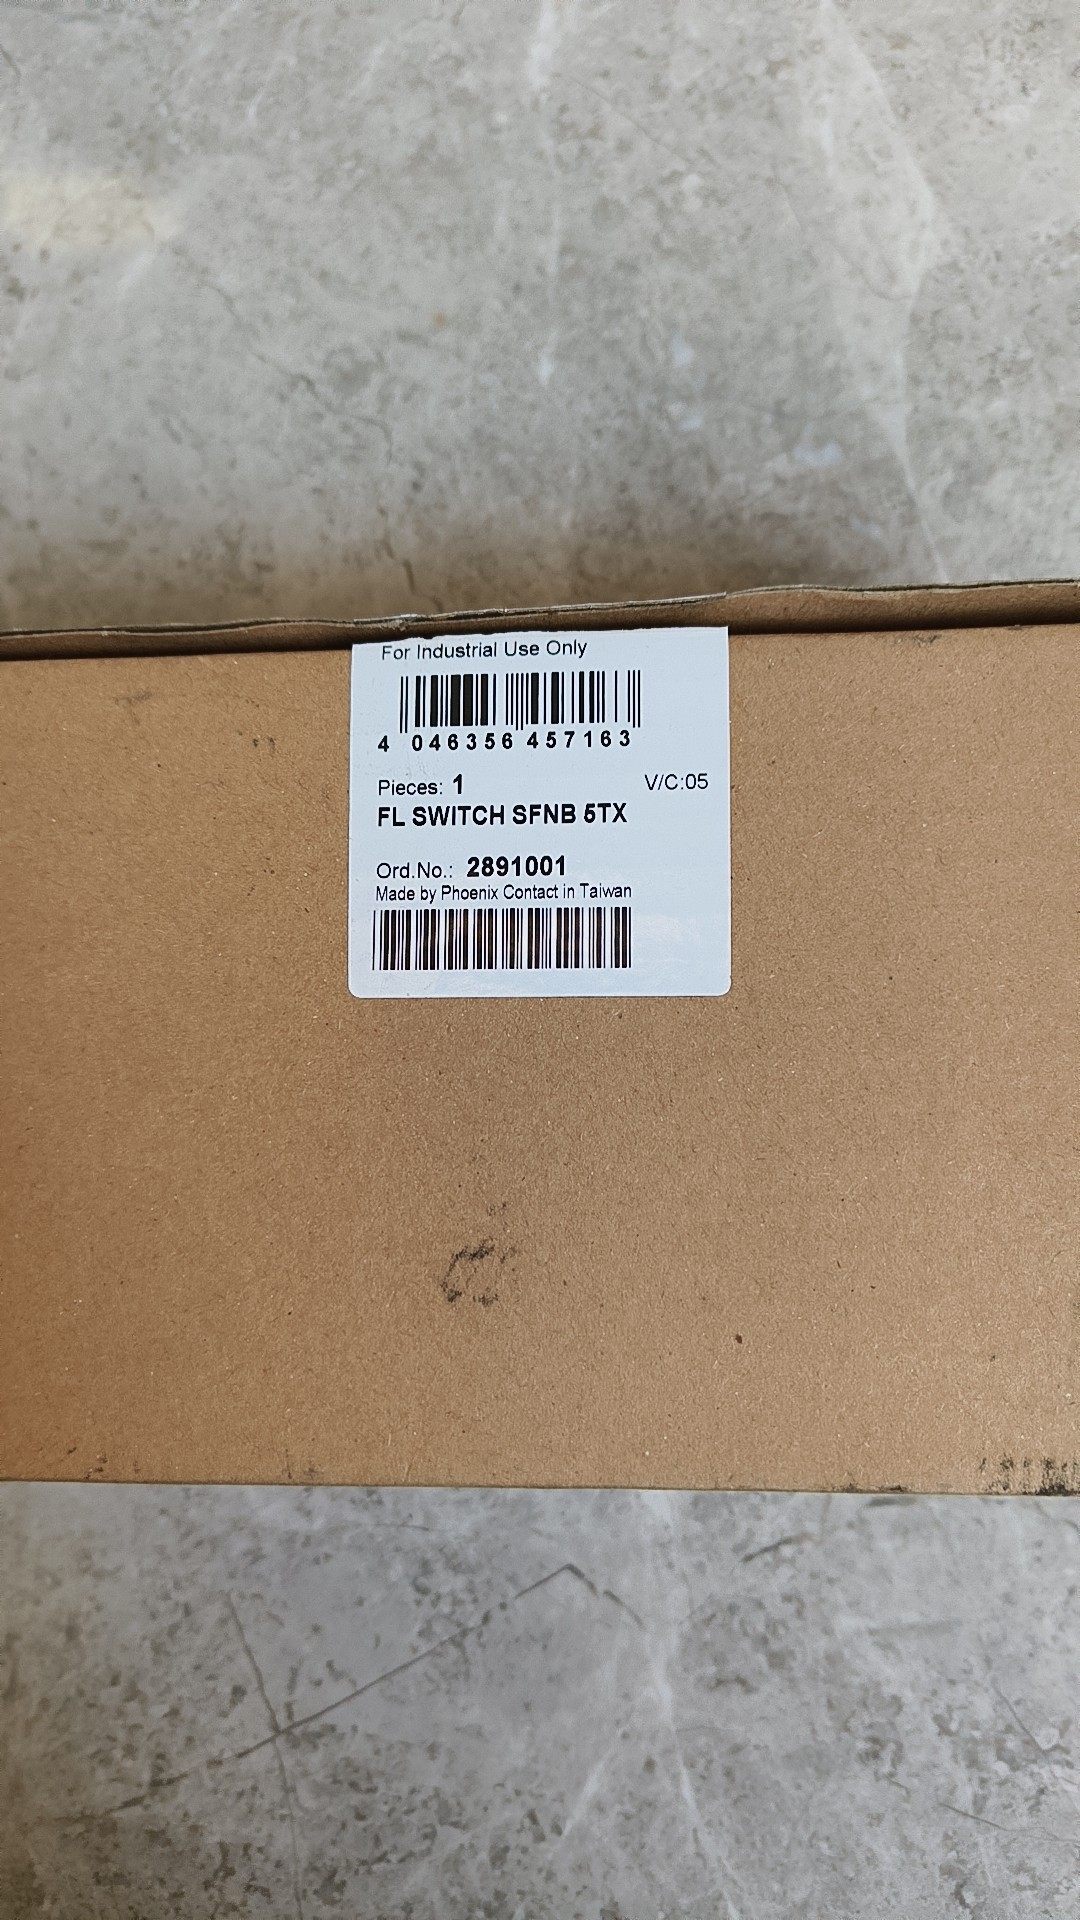 For Industrial Use Only
4 046356 457163
Pieces: 1 V/C:05
FL SWITCH SFNB 5TX
Ord.No.: 2891001
Made by Phoenix Contact in Taiwan